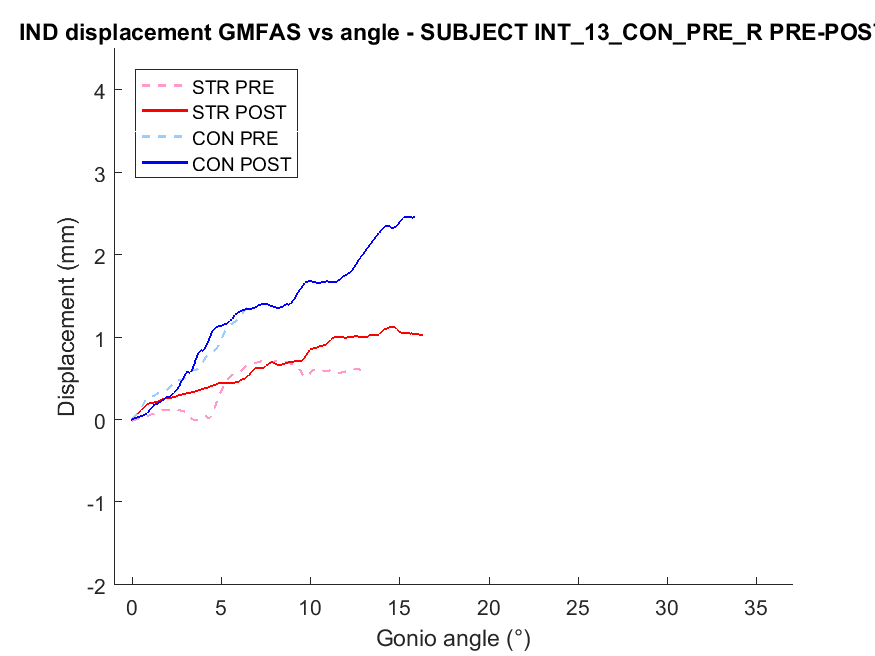 IND displacement GMFAS vs angle - SUBJECT INT_13_CON_PRE_R PRE-POST
STR PRE
STR POST
CON PRE
CON POST
4
3
2
1
0
-1
-2
Displacement (mm)
0 5 10 15 20 25 30 35
Gonio angle (°)